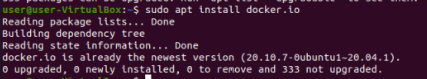 user@user-VirtualBox:~$ sudo apt install docker.io
Reading package lists... Done
Building dependency tree
Reading state information... Done
docker.io is already the newest version (20.10.7-0ubuntu1~20.04.1).
0 upgraded, 0 newly installed, 0 to remove and 333 not upgraded.